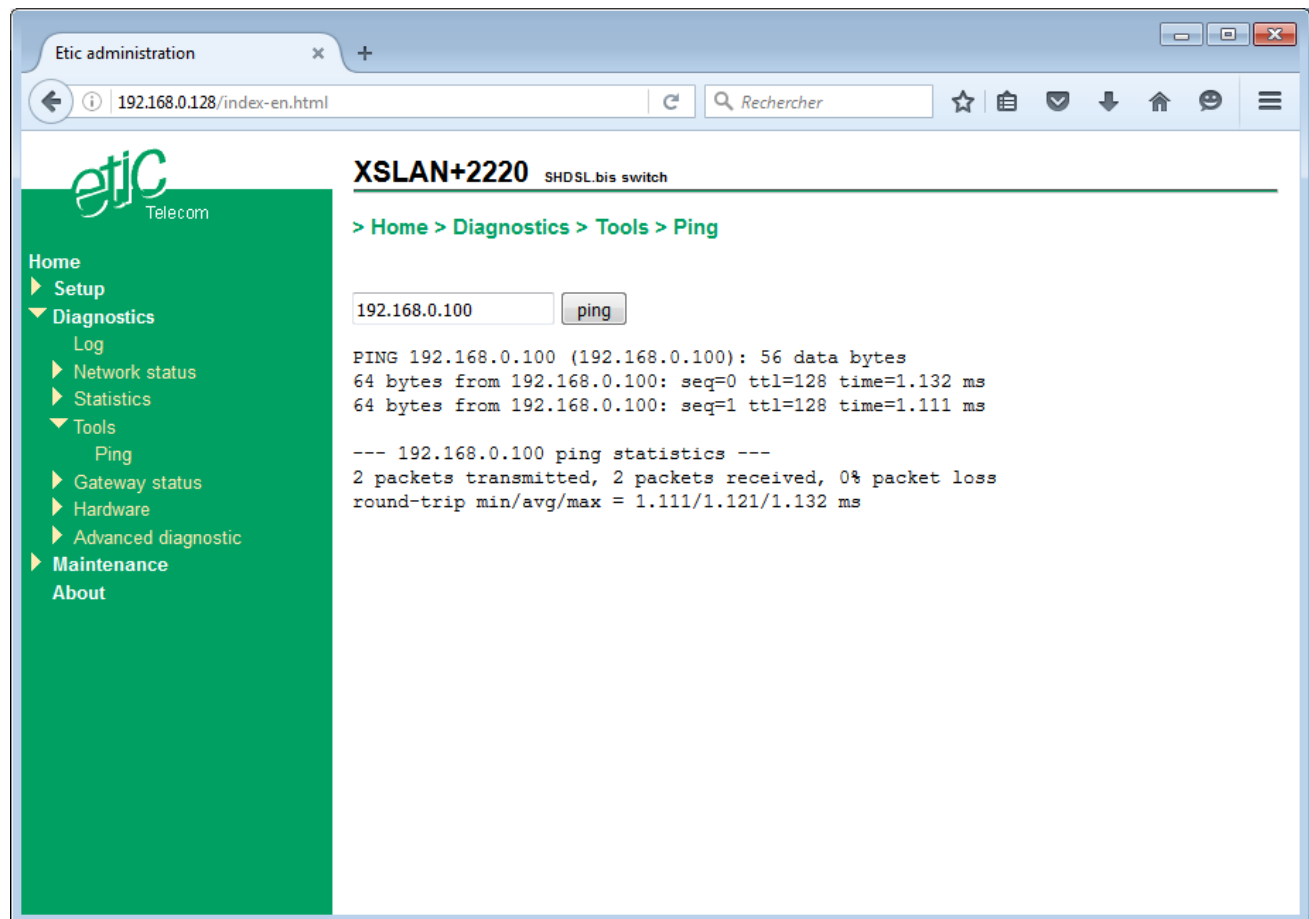 Etic administration
192.168.0.128/index-en.html
Rechercher
etic
Telecom
XSLAN+2220 SHDSL.bis switch
> Home > Diagnostics > Tools > Ping
Home
Setup
Diagnostics
Log
Network status
Statistics
Tools
Ping
Gateway status
Hardware
Advanced diagnostic
Maintenance
About
192.168.0.100 ping
PING 192.168.0.100 (192.168.0.100): 56 data bytes
64 bytes from 192.168.0.100: seq=0 ttl=128 time=1.132 ms
64 bytes from 192.168.0.100: seq=1 ttl=128 time=1.111 ms
--- 192.168.0.100 ping statistics ---
2 packets transmitted, 2 packets received, 0% packet loss
round-trip min/avg/max = 1.111/1.121/1.132 ms